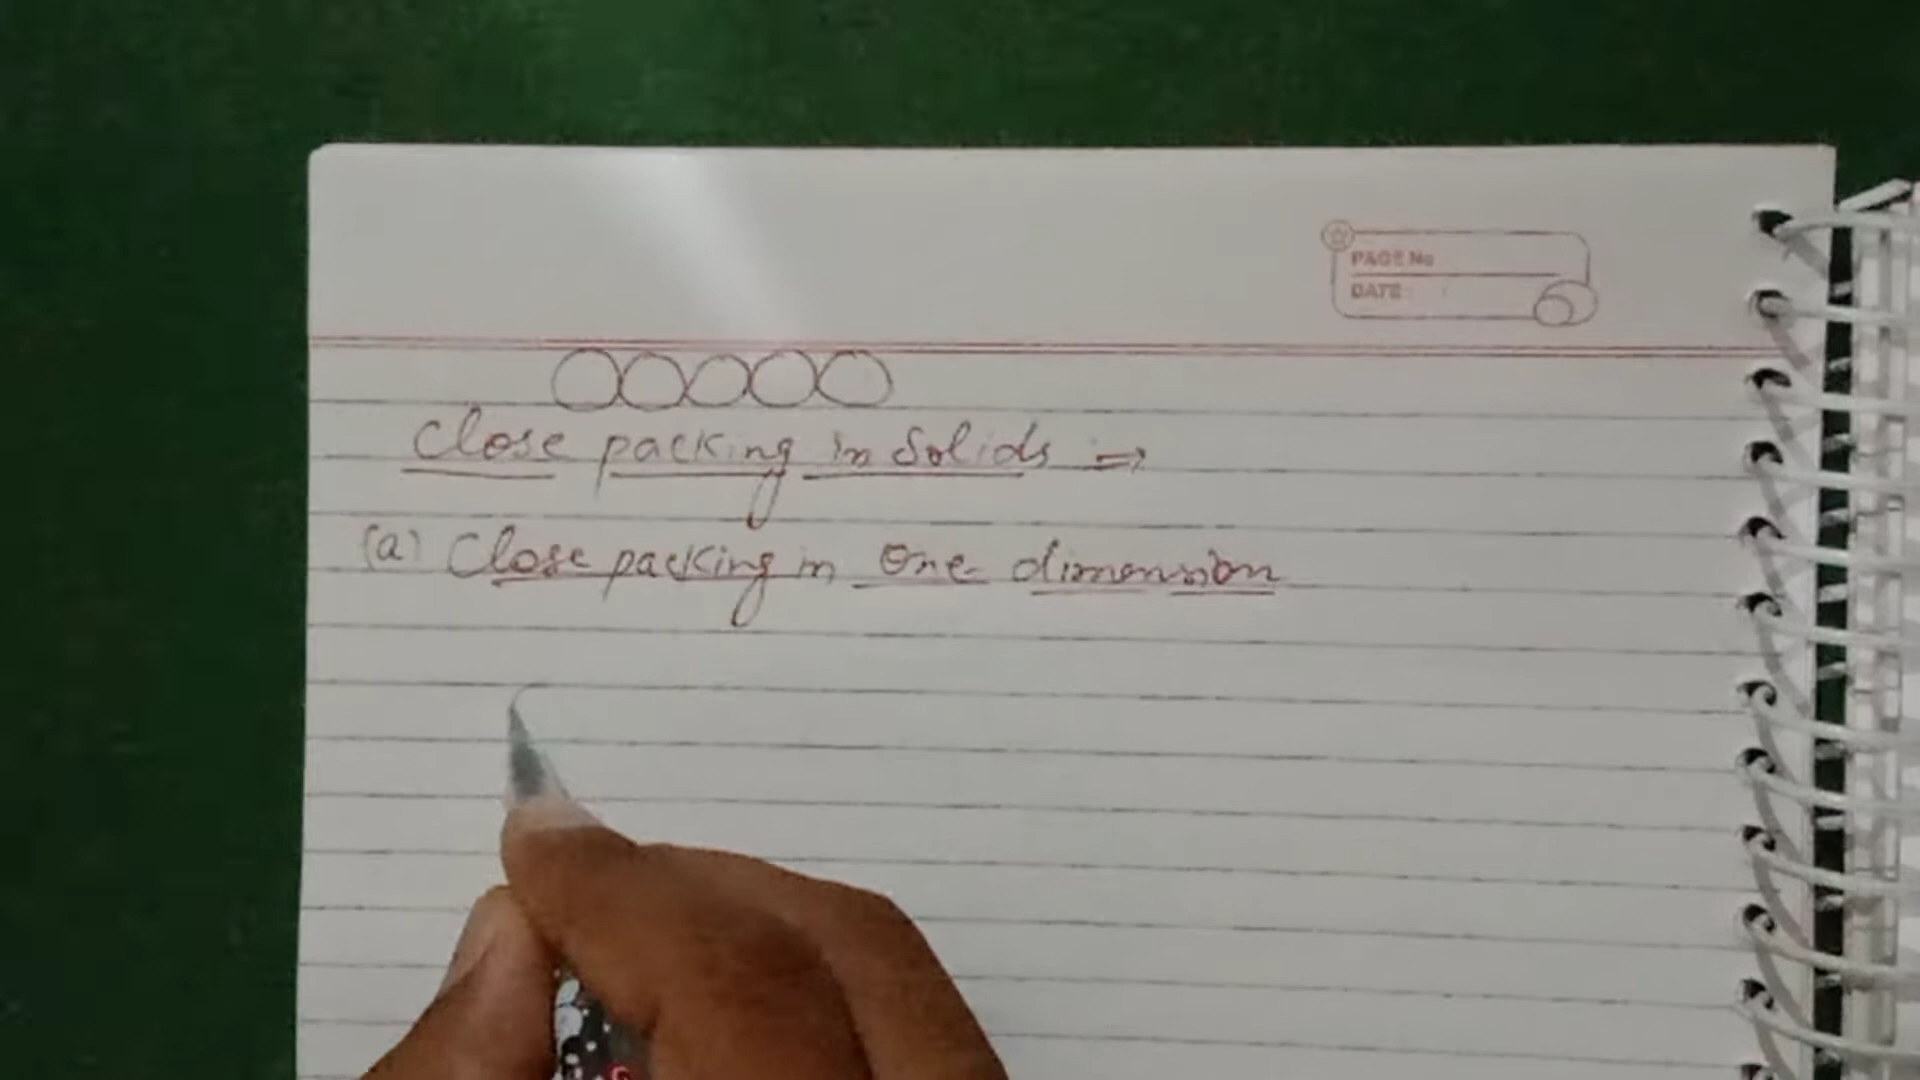 PAGE No
DATE :
Close packing in Solids :⇒
(a) Close packing in One dimension